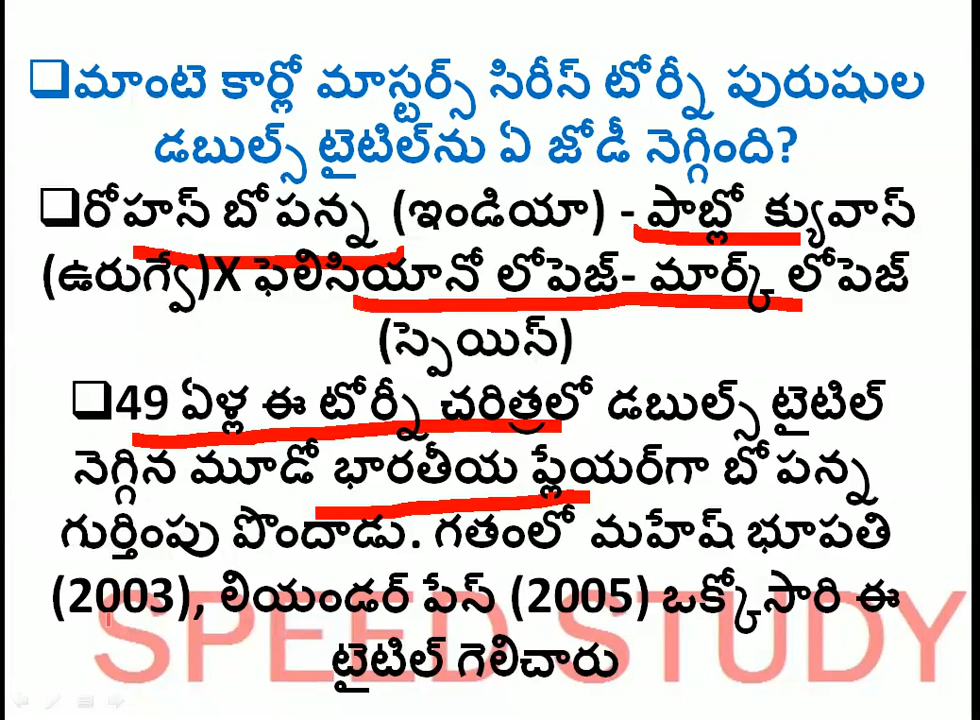 ❑మాంటె కార్లో మాస్టర్స్ సిరీస్ టోర్నీ పురుషుల
డబుల్స్ టైటిల్‌ను ఏ జోడీ నెగ్గింది?
❑రోహస్ బోపన్న (ఇండియా) - పాబ్లో క్యువాస్
(ఉరుగ్వే)X ఫెలిసియానో లోపెజ్- మార్క్ లోపెజ్
(స్పెయిన్)
❑49 ఏళ్ల ఈ టోర్నీ చరిత్రలో డబుల్స్ టైటిల్
నెగ్గిన మూడో భారతీయ ప్లేయర్‌గా బోపన్న
గుర్తింపు పొందాడు. గతంలో మహేష్ భూపతి
(2003), లియండర్ పేస్ (2005) ఒక్కోసారి ఈ
టైటిల్ గెలిచారు
SPEED STUDY